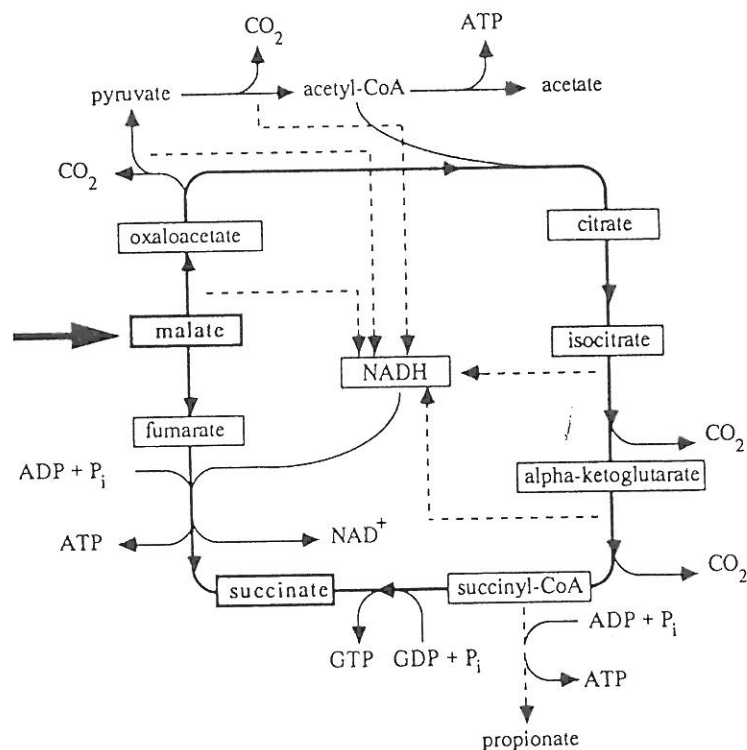 CO2
ATP
pyruvate
acetyl-CoA
acetate
CO2
oxaloacetate
citrate
malate
isocitrate
NADH
fumarate
CO2
ADP + Pi
alpha-ketoglutarate
ATP
NAD+
CO2
succinate
succinyl-CoA
ADP + Pi
GTP
GDP + Pi
ATP
propionate